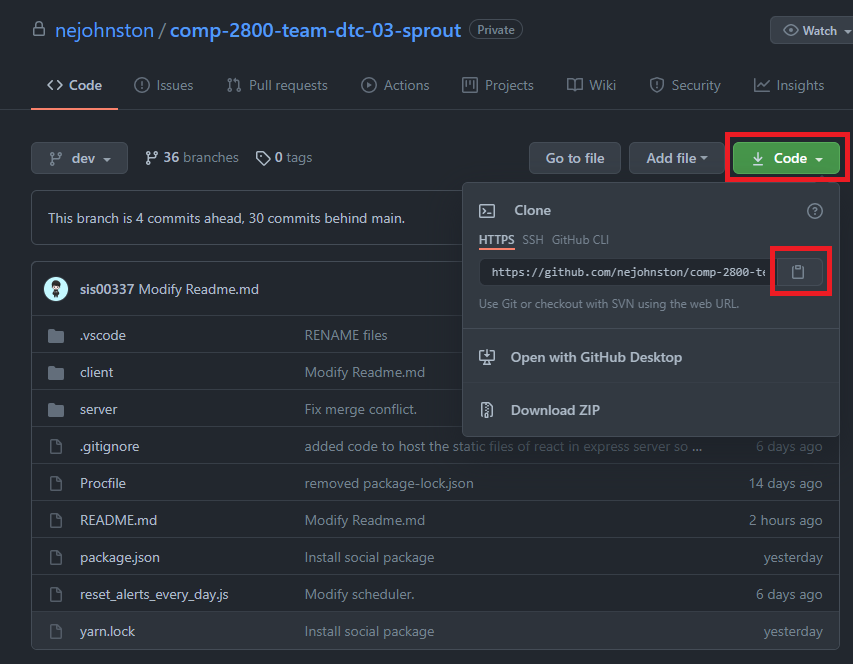 nejohnston / comp-2800-team-dtc-03-sprout Private Watch
Code Issues Pull requests Actions Projects Wiki Security Insights
dev 36 branches 0 tags Go to file Add file Code
This branch is 4 commits ahead, 30 commits behind main.
Clone
HTTPS SSH GitHub CLI
https://github.com/nejohnston/comp-2800-te
Use Git or checkout with SVN using the web URL.
Open with GitHub Desktop
Download ZIP
sis00337 Modify Readme.md
.vscode RENAME files
client Modify Readme.md
server Fix merge conflict.
.gitignore added code to host the static files of react in express server so ... 6 days ago
Procfile removed package-lock.json 14 days ago
README.md Modify Readme.md 2 hours ago
package.json Install social package yesterday
reset_alerts_every_day.js Modify scheduler. 6 days ago
yarn.lock Install social package yesterday